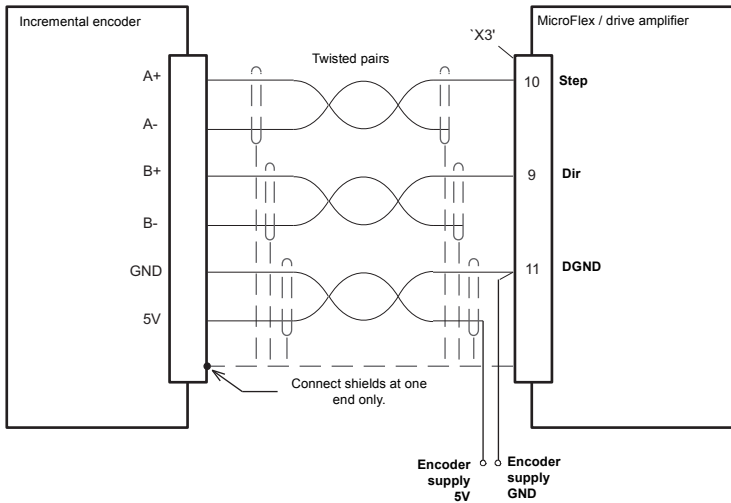 Incremental encoder
MicroFlex / drive amplifier
`X3'
Twisted pairs
A+
10
Step
A-
B+
9
Dir
B-
GND
11
DGND
5V
Connect shields at one
end only.
Encoder
supply
5V
Encoder
supply
GND